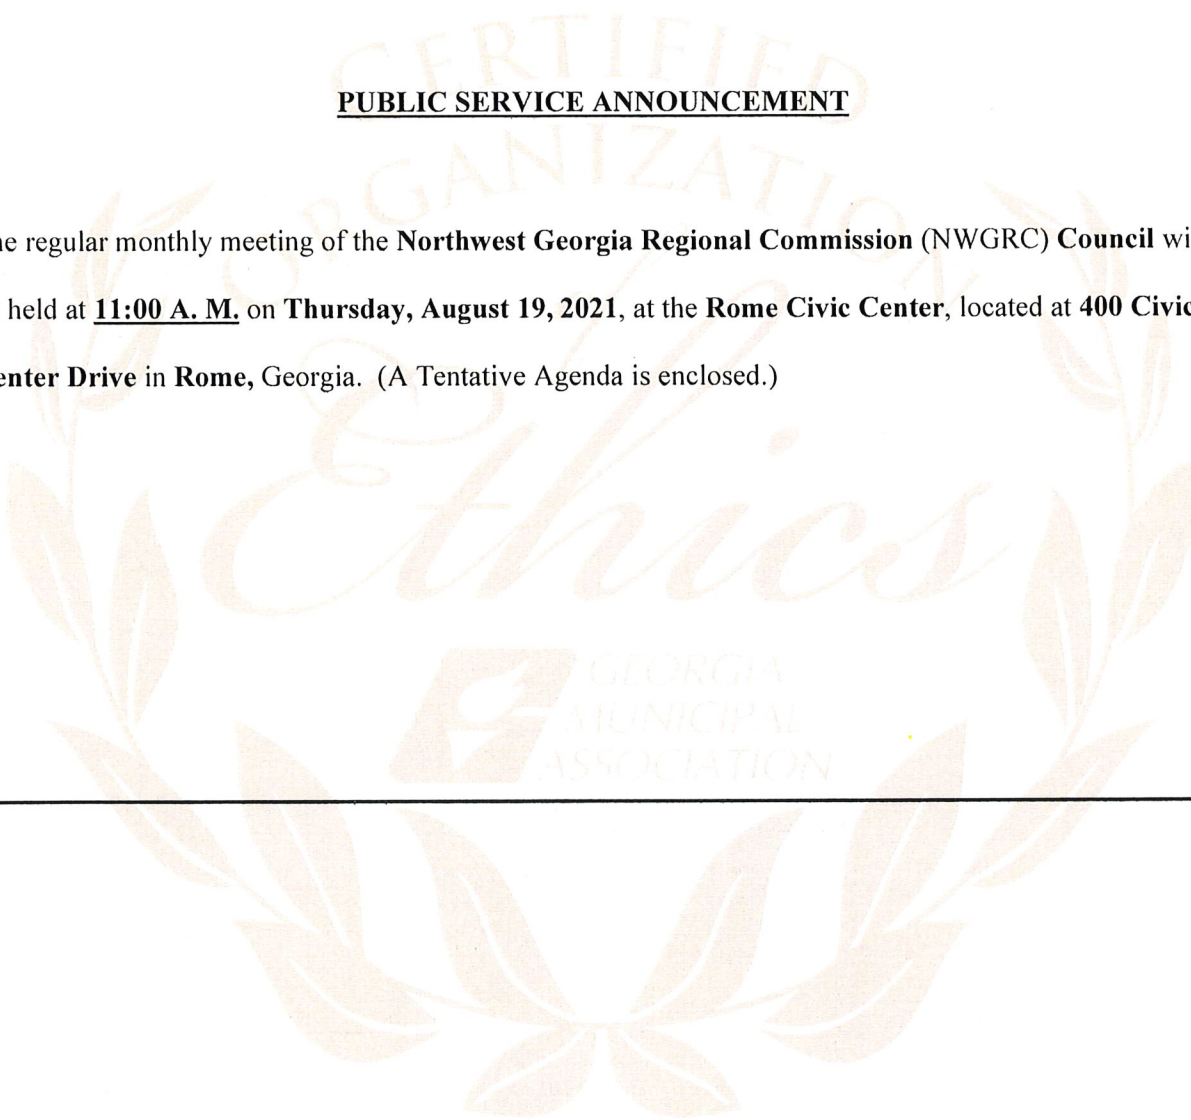 CERTIFIED
PUBLIC SERVICE ANNOUNCEMENT
ORGANIZATION
he regular monthly meeting of the Northwest Georgia Regional Commission (NWGRC) Council wi
held at 11:00 A. M. on Thursday, August 19, 2021, at the Rome Civic Center, located at 400 Civic
enter Drive in Rome, Georgia. (A Tentative Agenda is enclosed.)
Ethics
GEORGIA
MUNICIPAL
ASSOCIATION